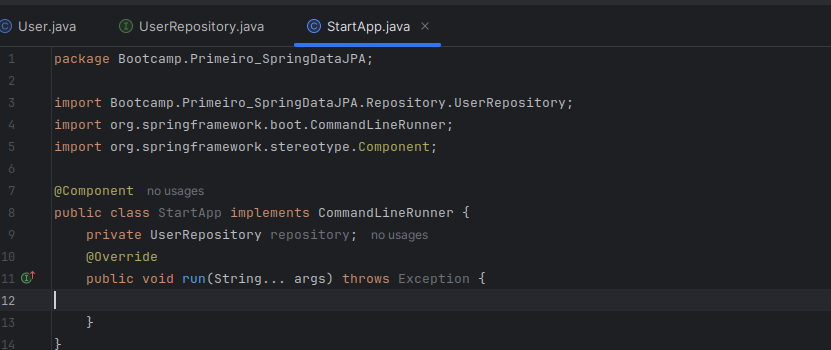 User.java UserRepository.java StartApp.java
1 package Bootcamp.Primeiro_SpringDataJPA;
2
3 import Bootcamp.Primeiro_SpringDataJPA.Repository.UserRepository;
4 import org.springframework.boot.CommandLineRunner;
5 import org.springframework.stereotype.Component;
6
7 @Component no usages
8 public class StartApp implements CommandLineRunner {
9 private UserRepository repository; no usages
10 @Override
11 public void run(String... args) throws Exception {
12
13 }
14 }